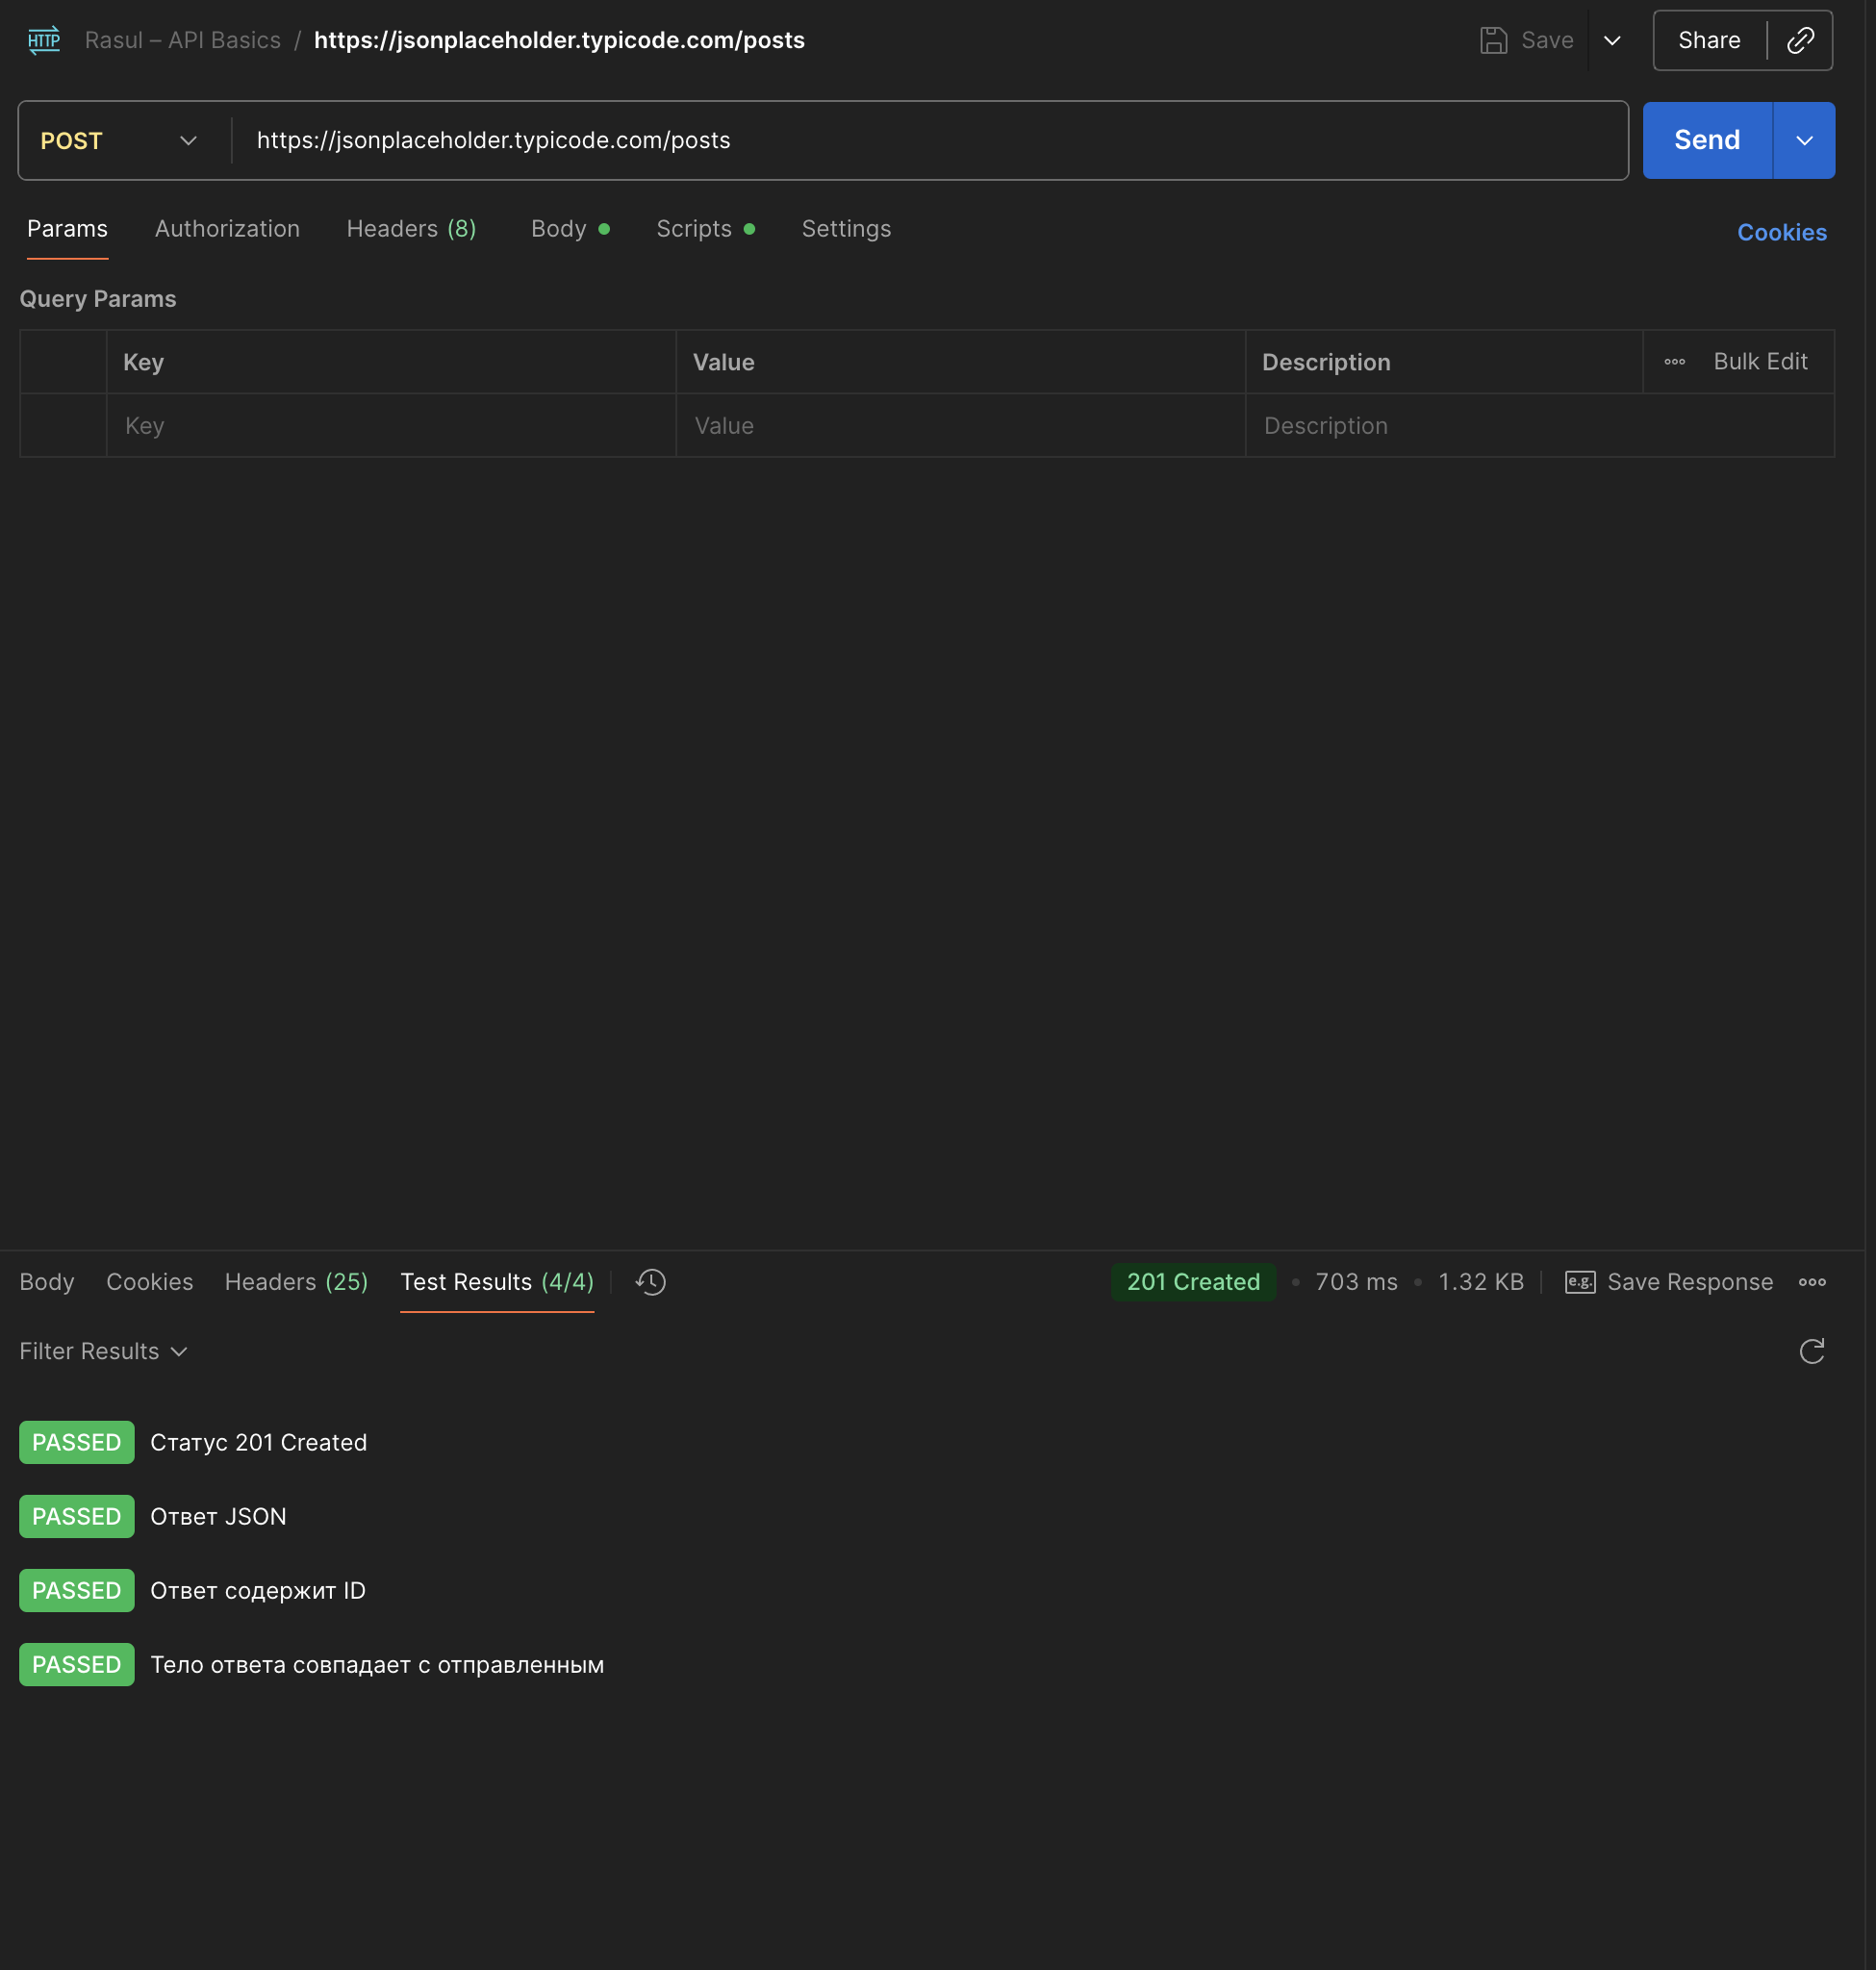 HTTP Rasul – API Basics / https://jsonplaceholder.typicode.com/posts Save Share
POST https://jsonplaceholder.typicode.com/posts Send
Params Authorization Headers (8) Body Scripts Settings Cookies
Query Params
Key Value Description Bulk Edit
Key Value Description
Body Cookies Headers (25) Test Results (4/4) 201 Created • 703 ms • 1.32 KB e.g. Save Response
Filter Results
PASSED Статус 201 Created
PASSED Ответ JSON
PASSED Ответ содержит ID
PASSED Тело ответа совпадает с отправленным